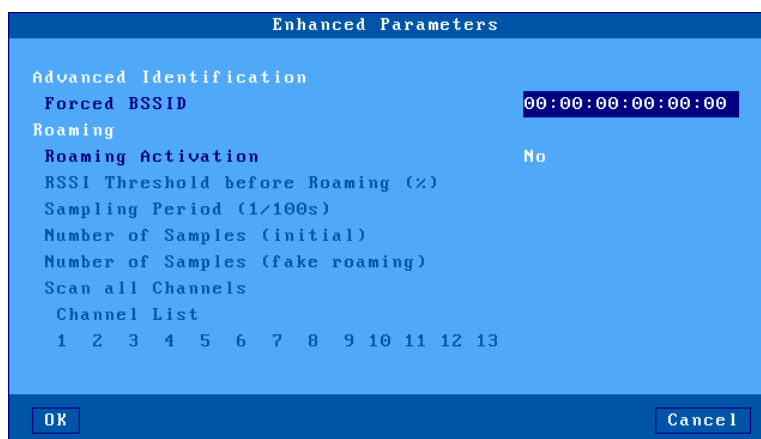 Enhanced Parameters
Advanced Identification
Forced BSSID 00:00:00:00:00:00
Roaming
Roaming Activation No
RSSI Threshold before Roaming (%)
Sampling Period (1/100s)
Number of Samples (initial)
Number of Samples (fake roaming)
Scan all Channels
Channel List
1 2 3 4 5 6 7 8 9 10 11 12 13
OK Cancel